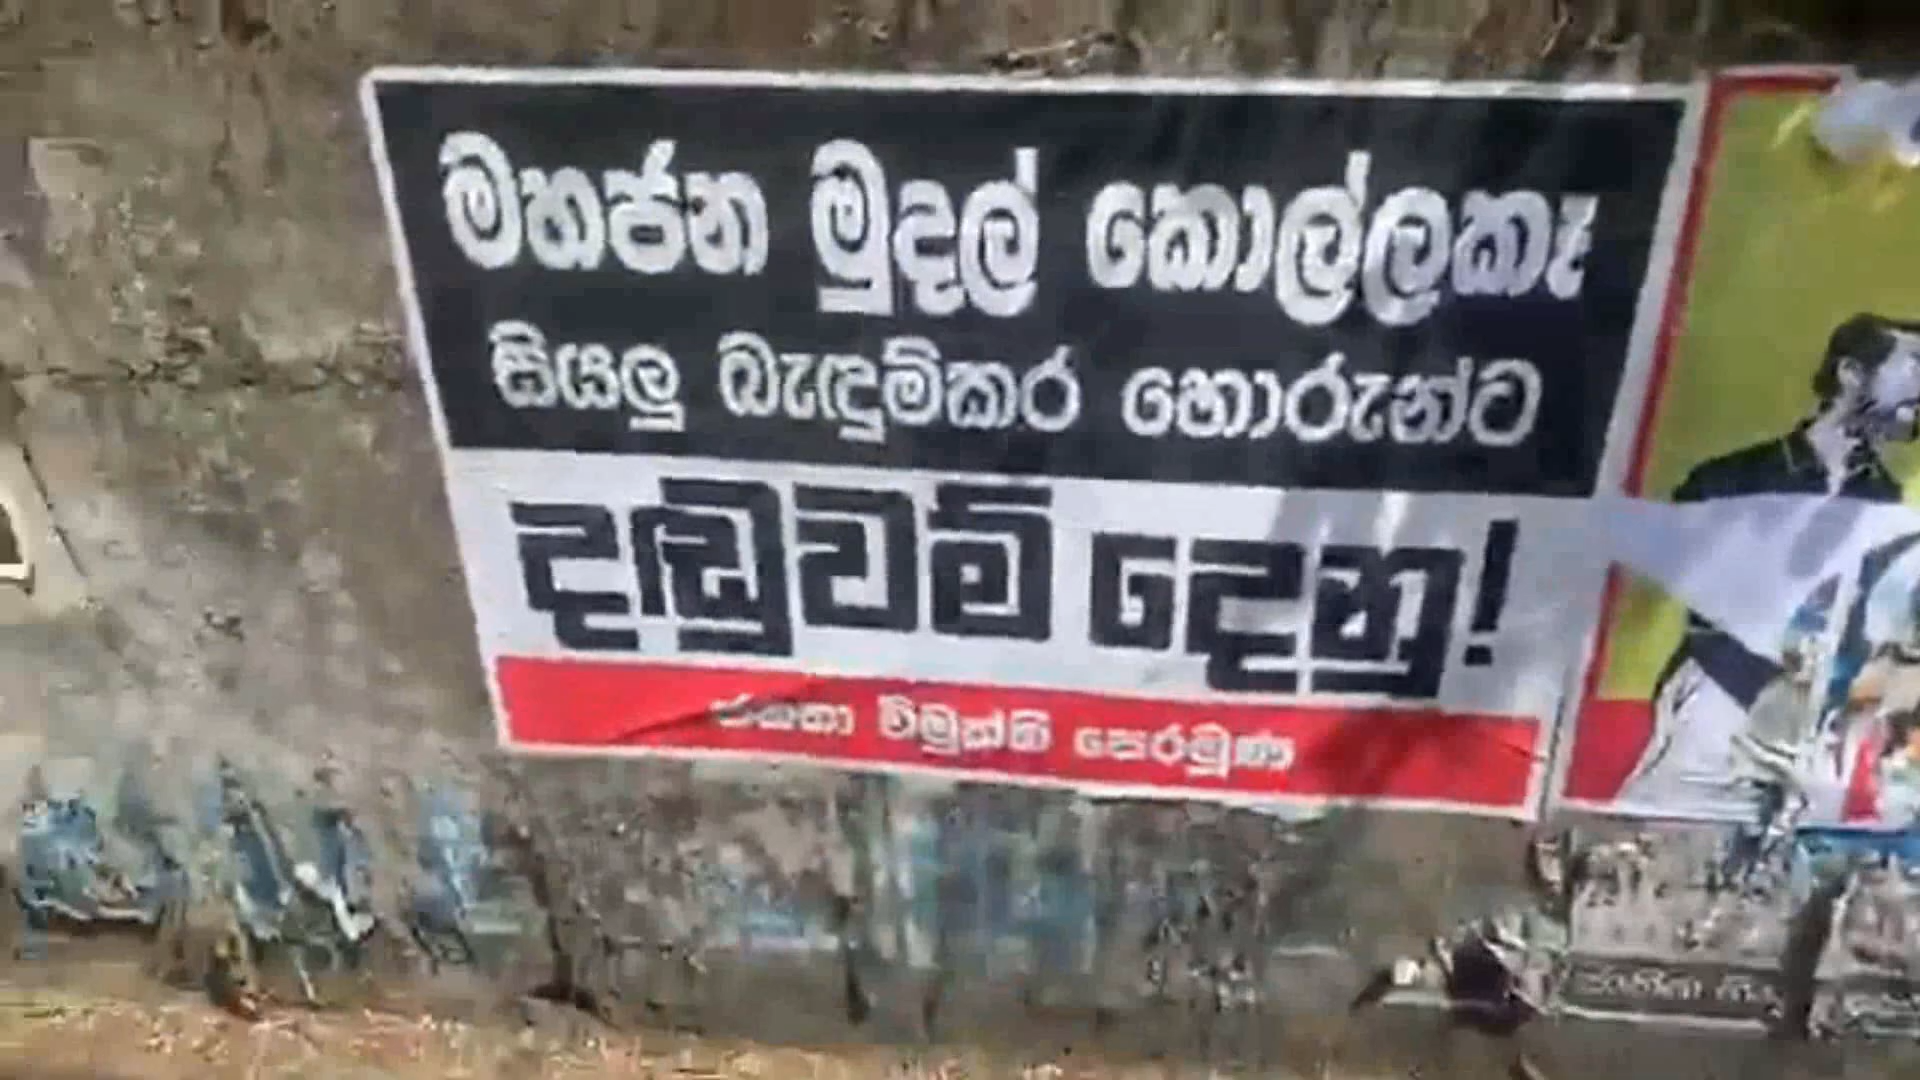 මහජන මුදල් කොල්ලකෑ
සියලු බැඳුම්කර හොරුන්ට
දඬුවම් දෙනු!
ජනතා විමුක්ති පෙරමුණ